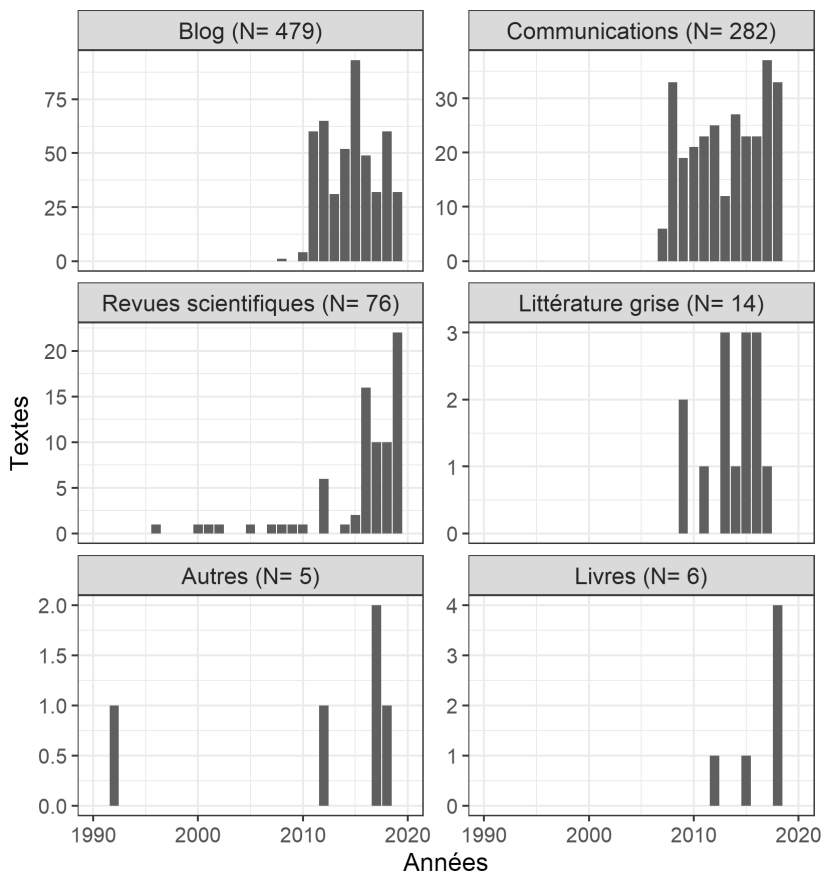 Blog (N= 479)
Communications (N= 282)
75
50
25
0
30
20
10
0
Revues scientifiques (N= 76)
Littérature grise (N= 14)
20
15
10
5
0
3
2
1
0
Autres (N= 5)
Livres (N= 6)
2.0
1.5
1.0
0.5
0.0
4
3
2
1
0
1990 2000 2010 2020
1990 2000 2010 2020
Textes
Années